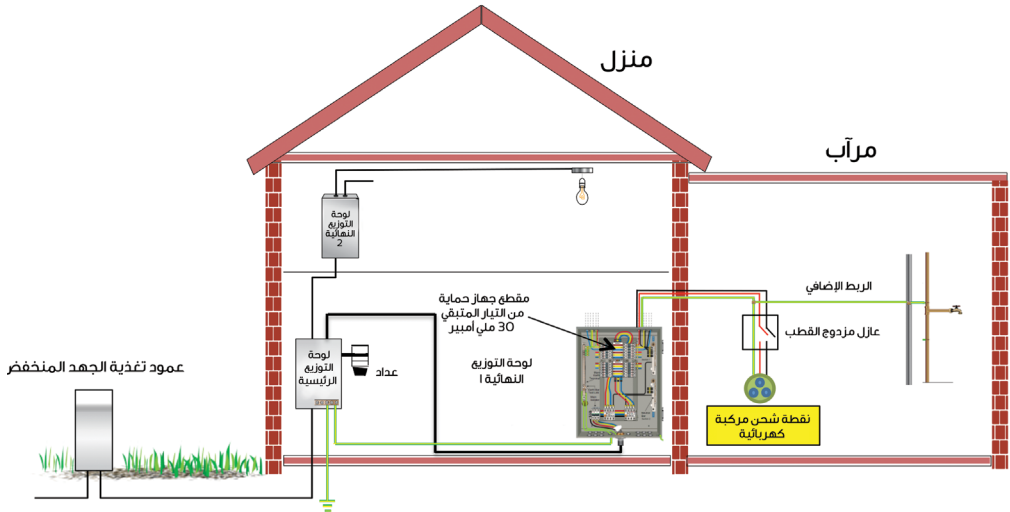 منزل
مرآب
لوحة
التوزيع
النهائية
2
مقطع جهاز حماية
من التيار المتبقي
30 ملي أمبير
لوحة التوزيع
النهائية 1
الربط الإضافي
عازل مزدوج القطب
نقطة شحن مركبة
كهربائية
لوحة
التوزيع
الرئيسية
عداد
عمود تغذية الجهد المنخفض